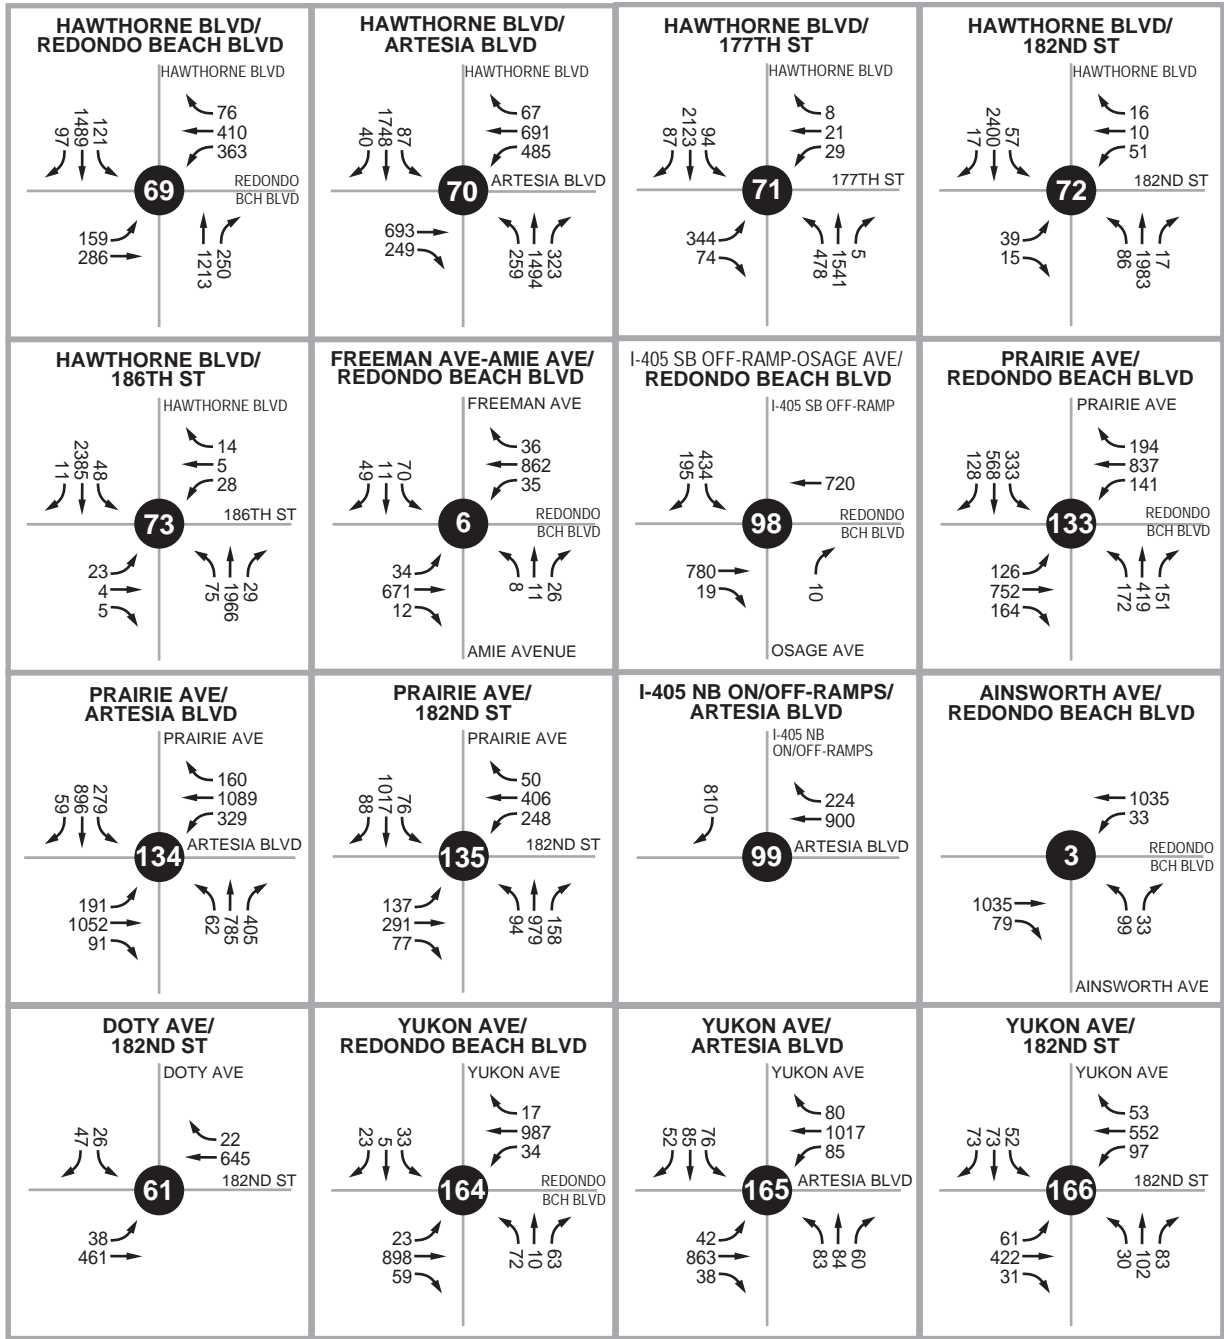 HAWTHORNE BLVD/
REDONDO BEACH BLVD
HAWTHORNE BLVD
97
1489
121
76
410
363
69
REDONDO
BCH BLVD
159
286
1213
250
HAWTHORNE BLVD/
ARTESIA BLVD
HAWTHORNE BLVD
40
1748
87
67
691
485
70
ARTESIA BLVD
693
249
259
1494
323
HAWTHORNE BLVD/
177TH ST
HAWTHORNE BLVD
87
2123
94
8
21
29
71
177TH ST
344
74
478
1541
5
HAWTHORNE BLVD/
182ND ST
HAWTHORNE BLVD
17
2400
57
16
10
51
72
182ND ST
39
15
86
1983
17
HAWTHORNE BLVD/
186TH ST
HAWTHORNE BLVD
11
2385
48
14
5
28
73
186TH ST
23
4
5
75
1966
29
FREEMAN AVE-AMIE AVE/
REDONDO BEACH BLVD
FREEMAN AVE
49
11
70
36
862
35
6
REDONDO
BCH BLVD
34
671
12
8
11
26
AMIE AVENUE
I-405 SB OFF-RAMP-OSAGE AVE/
REDONDO BEACH BLVD
I-405 SB OFF-RAMP
195
434
720
98
REDONDO
BCH BLVD
780
19
10
OSAGE AVE
PRAIRIE AVE/
REDONDO BEACH BLVD
PRAIRIE AVE
128
568
333
194
837
141
133
REDONDO
BCH BLVD
126
752
164
172
419
151
PRAIRIE AVE/
ARTESIA BLVD
PRAIRIE AVE
59
896
279
160
1089
329
134
ARTESIA BLVD
191
1052
91
62
785
405
PRAIRIE AVE/
182ND ST
PRAIRIE AVE
88
1017
76
50
406
248
135
182ND ST
137
291
77
94
979
158
I-405 NB ON/OFF-RAMPS/
ARTESIA BLVD
I-405 NB
ON/OFF-RAMPS
810
224
900
99
ARTESIA BLVD
AINSWORTH AVE/
REDONDO BEACH BLVD
1035
33
3
REDONDO
BCH BLVD
1035
79
99
33
AINSWORTH AVE
DOTY AVE/
182ND ST
DOTY AVE
47
26
22
645
61
182ND ST
38
461
YUKON AVE/
REDONDO BEACH BLVD
YUKON AVE
23
5
33
17
987
34
164
REDONDO
BCH BLVD
23
898
59
72
10
63
YUKON AVE/
ARTESIA BLVD
YUKON AVE
52
85
76
80
1017
85
165
ARTESIA BLVD
42
863
38
83
84
60
YUKON AVE/
182ND ST
YUKON AVE
73
73
52
53
552
97
166
182ND ST
61
422
31
30
102
83